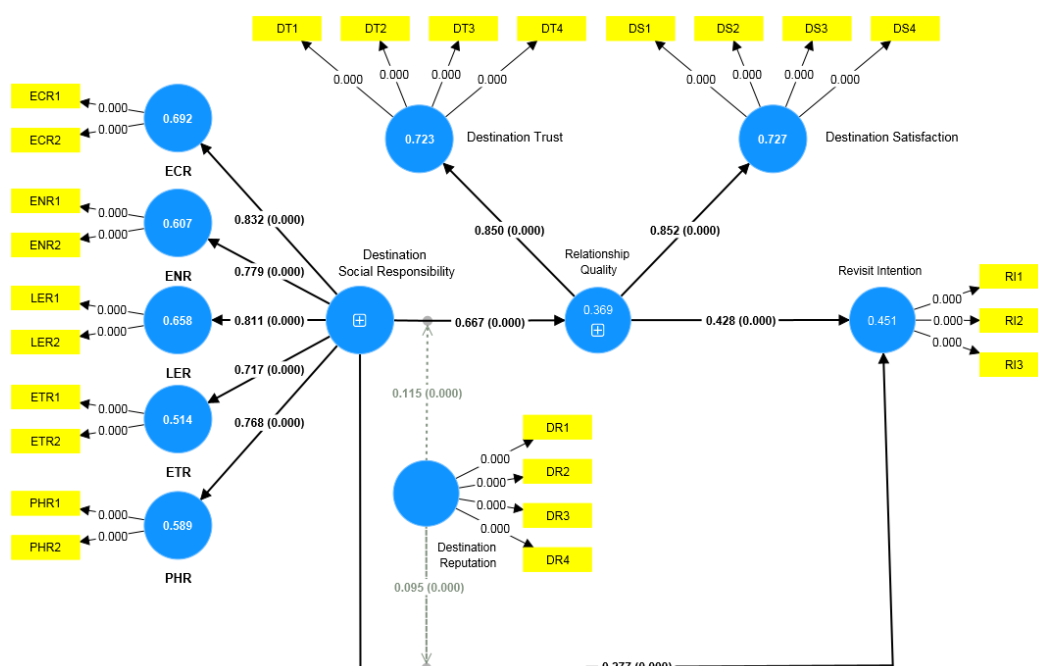 DT1
DT2
DT3
DT4
DS1
DS2
DS3
DS4
0.000
0.000
0.000
0.000
0.000
0.000
0.000
0.000
0.723
Destination Trust
0.727
Destination Satisfaction
ECR1
ECR2
0.000
0.000
0.692
ECR
ENR1
ENR2
0.000
0.000
0.607
ENR
LER1
LER2
0.000
0.000
0.658
LER
ETR1
ETR2
0.000
0.000
0.514
ETR
PHR1
PHR2
0.000
0.000
0.589
PHR
0.832 (0.000)
0.779 (0.000)
0.811 (0.000)
0.717 (0.000)
0.768 (0.000)
Destination
Social Responsibility
0.667 (0.000)
0.850 (0.000)
0.852 (0.000)
Relationship
Quality
0.369
0.428 (0.000)
Revisit Intention
0.451
0.000
0.000
0.000
RI1
RI2
RI3
0.115 (0.000)
DR1
DR2
DR3
DR4
0.000
0.000
0.000
0.000
Destination
Reputation
0.095 (0.000)
0.277 (0.000)